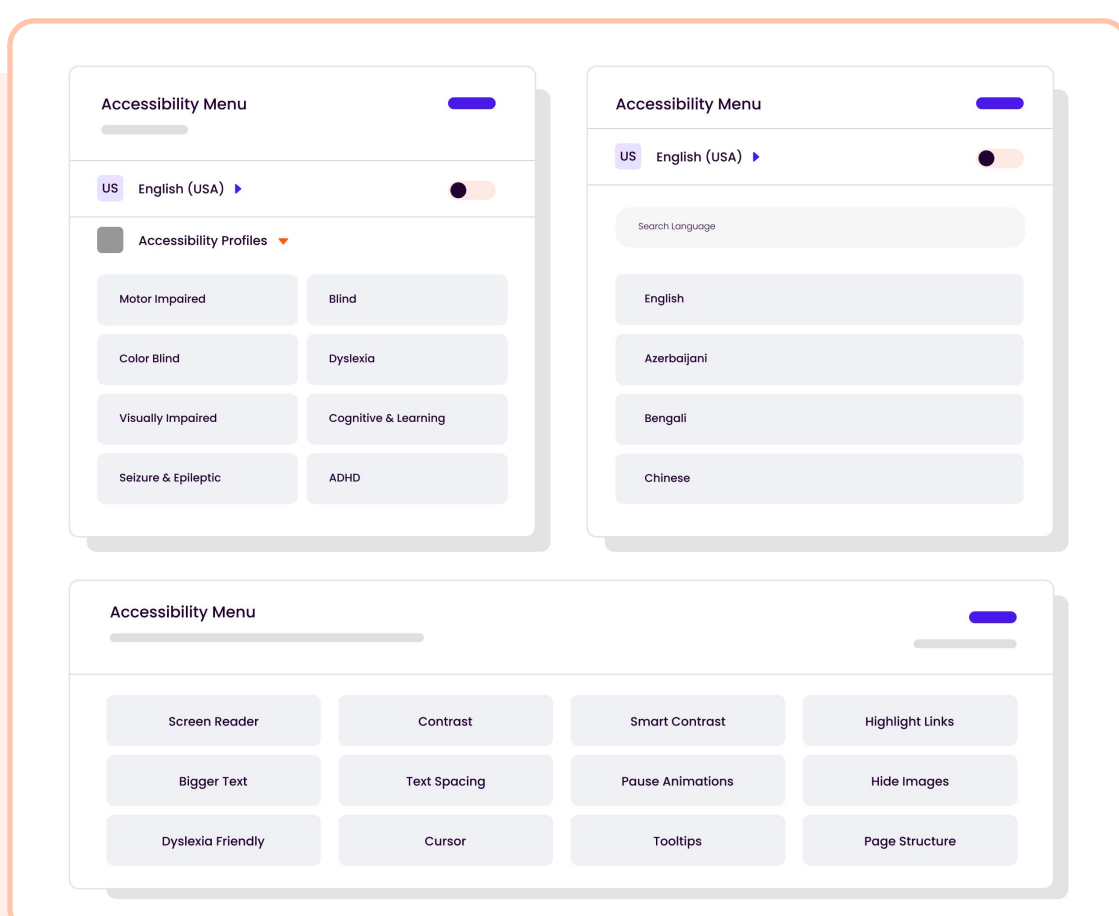 Accessibility Menu
US English (USA)
Accessibility Profiles
Motor Impaired
Blind
Color Blind
Dyslexia
Visually Impaired
Cognitive & Learning
Seizure & Epileptic
ADHD
Accessibility Menu
US English (USA)
Search Language
English
Azerbaijani
Bengali
Chinese
Accessibility Menu
Screen Reader
Contrast
Smart Contrast
Highlight Links
Bigger Text
Text Spacing
Pause Animations
Hide Images
Dyslexia Friendly
Cursor
Tooltips
Page Structure